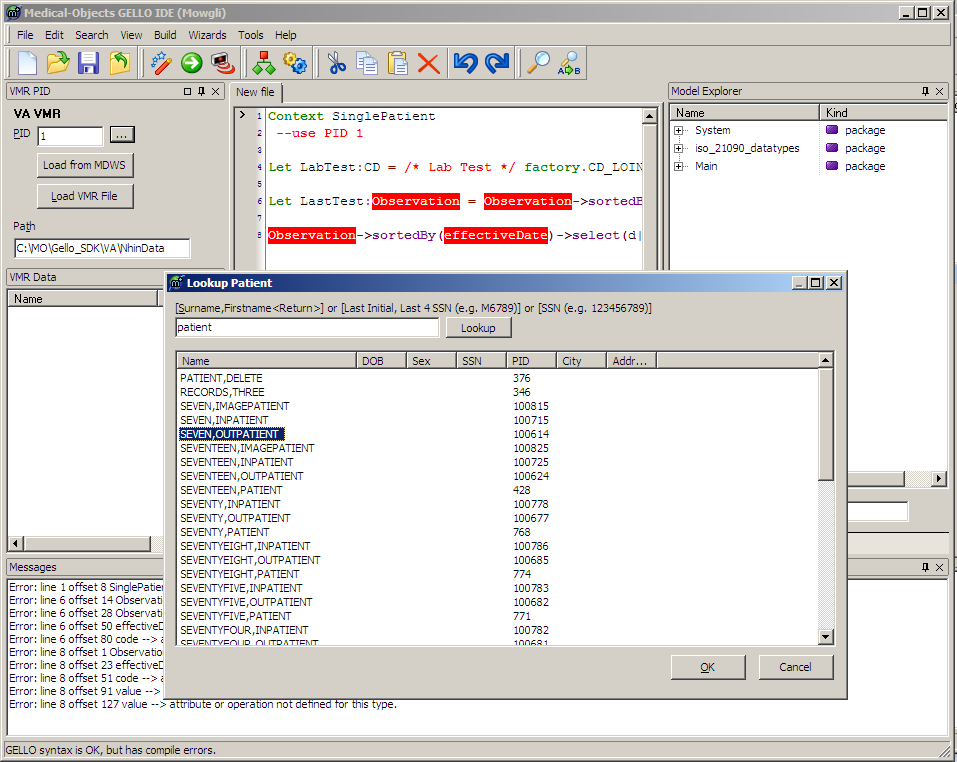 Medical-Objects GELLO IDE (Mowgli)
File Edit Search View Build Wizards Tools Help
VMR PID
VA VMR
PID 1 ...
Load from MDWS
Load VMR File
Path
C:\MO\Gello_SDK\VA\NhinData
VMR Data
Name
New file
1 Context SinglePatient
2 --use PID 1
3
4 Let LabTest:CD = /* Lab Test */ factory.CD_LOIN
5
6 Let LastTest:Observation = Observation->sortedB
7
8 Observation->sortedBy(effectiveDate)->select(d|
Model Explorer
Name Kind
System package
iso_21090_datatypes package
Main package
Lookup Patient
[Surname,Firstname<Return>] or [Last Initial, Last 4 SSN (e.g. M6789)] or [SSN (e.g. 123456789)]
patient Lookup
Name DOB Sex SSN PID City Addr...
PATIENT,DELETE 376
RECORDS,THREE 346
SEVEN,IMAGEPATIENT 100815
SEVEN,INPATIENT 100715
SEVEN,OUTPATIENT 100614
SEVENTEEN,IMAGEPATIENT 100825
SEVENTEEN,INPATIENT 100725
SEVENTEEN,OUTPATIENT 100624
SEVENTEEN,PATIENT 428
SEVENTY,INPATIENT 100778
SEVENTY,OUTPATIENT 100677
SEVENTY,PATIENT 768
SEVENTYEIGHT,INPATIENT 100786
SEVENTYEIGHT,OUTPATIENT 100685
SEVENTYEIGHT,PATIENT 774
SEVENTYFIVE,INPATIENT 100783
SEVENTYFIVE,OUTPATIENT 100682
SEVENTYFIVE,PATIENT 771
SEVENTYFOUR,INPATIENT 100782
SEVENTYFOUR,OUTPATIENT 100681
OK Cancel
Messages
Error: line 1 offset 8 SinglePatie
Error: line 6 offset 14 Observati
Error: line 6 offset 28 Observati
Error: line 6 offset 50 effectiveD
Error: line 6 offset 80 code --> a
Error: line 8 offset 1 Observatio
Error: line 8 offset 23 effectiveD
Error: line 8 offset 51 code --> a
Error: line 8 offset 91 value -->
Error: line 8 offset 127 value --> attribute or operation not defined for this type.
GELLO syntax is OK, but has compile errors.